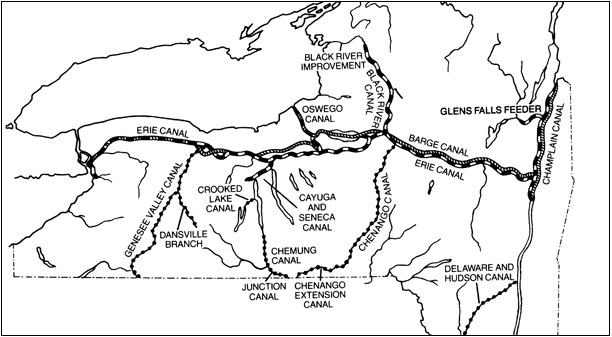 BLACK RIVER
IMPROVEMENT
BLACK RIVER
CANAL
OSWEGO
CANAL
GLENS FALLS FEEDER
CHAMPLAIN CANAL
ERIE CANAL
BARGE CANAL
ERIE CANAL
GENESEE VALLEY CANAL
CROOKED
LAKE
CANAL
CAYUGA
AND
SENECA
CANAL
CHENANGO CANAL
DANSVILLE
BRANCH
CHEMUNG
CANAL
JUNCTION
CANAL
CHENANGO
EXTENSION
CANAL
DELAWARE AND
HUDSON CANAL